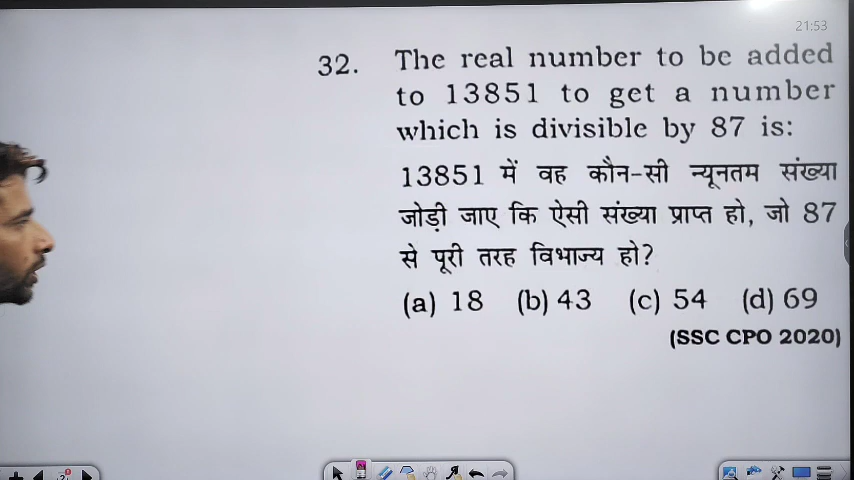 21:53
32. The real number to be added
to 13851 to get a number
which is divisible by 87 is:
13851 में वह कौन-सी न्यूनतम संख्या
जोड़ी जाए कि ऐसी संख्या प्राप्त हो, जो 87
से पूरी तरह विभाज्य हो?
(a) 18 (b) 43 (c) 54 (d) 69
(SSC CPO 2020)